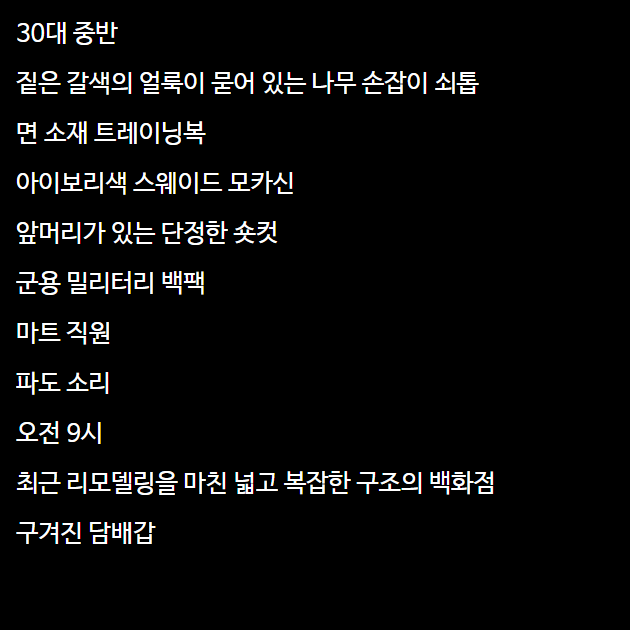 30대 중반
짙은 갈색의 얼룩이 묻어 있는 나무 손잡이 쇠톱
면 소재 트레이닝복
아이보리색 스웨이드 모카신
앞머리가 있는 단정한 숏컷
군용 밀리터리 백팩
마트 직원
파도 소리
오전 9시
최근 리모델링을 마친 넓고 복잡한 구조의 백화점
구겨진 담배갑